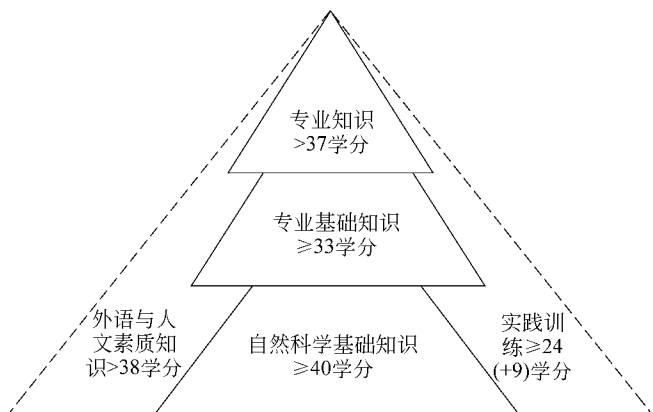 专业知识
>37学分
专业基础知识
≥33学分
外语与人
文素质知
识>38学分
自然科学基础知识
≥40学分
实践训
练≥24
(+9)学分